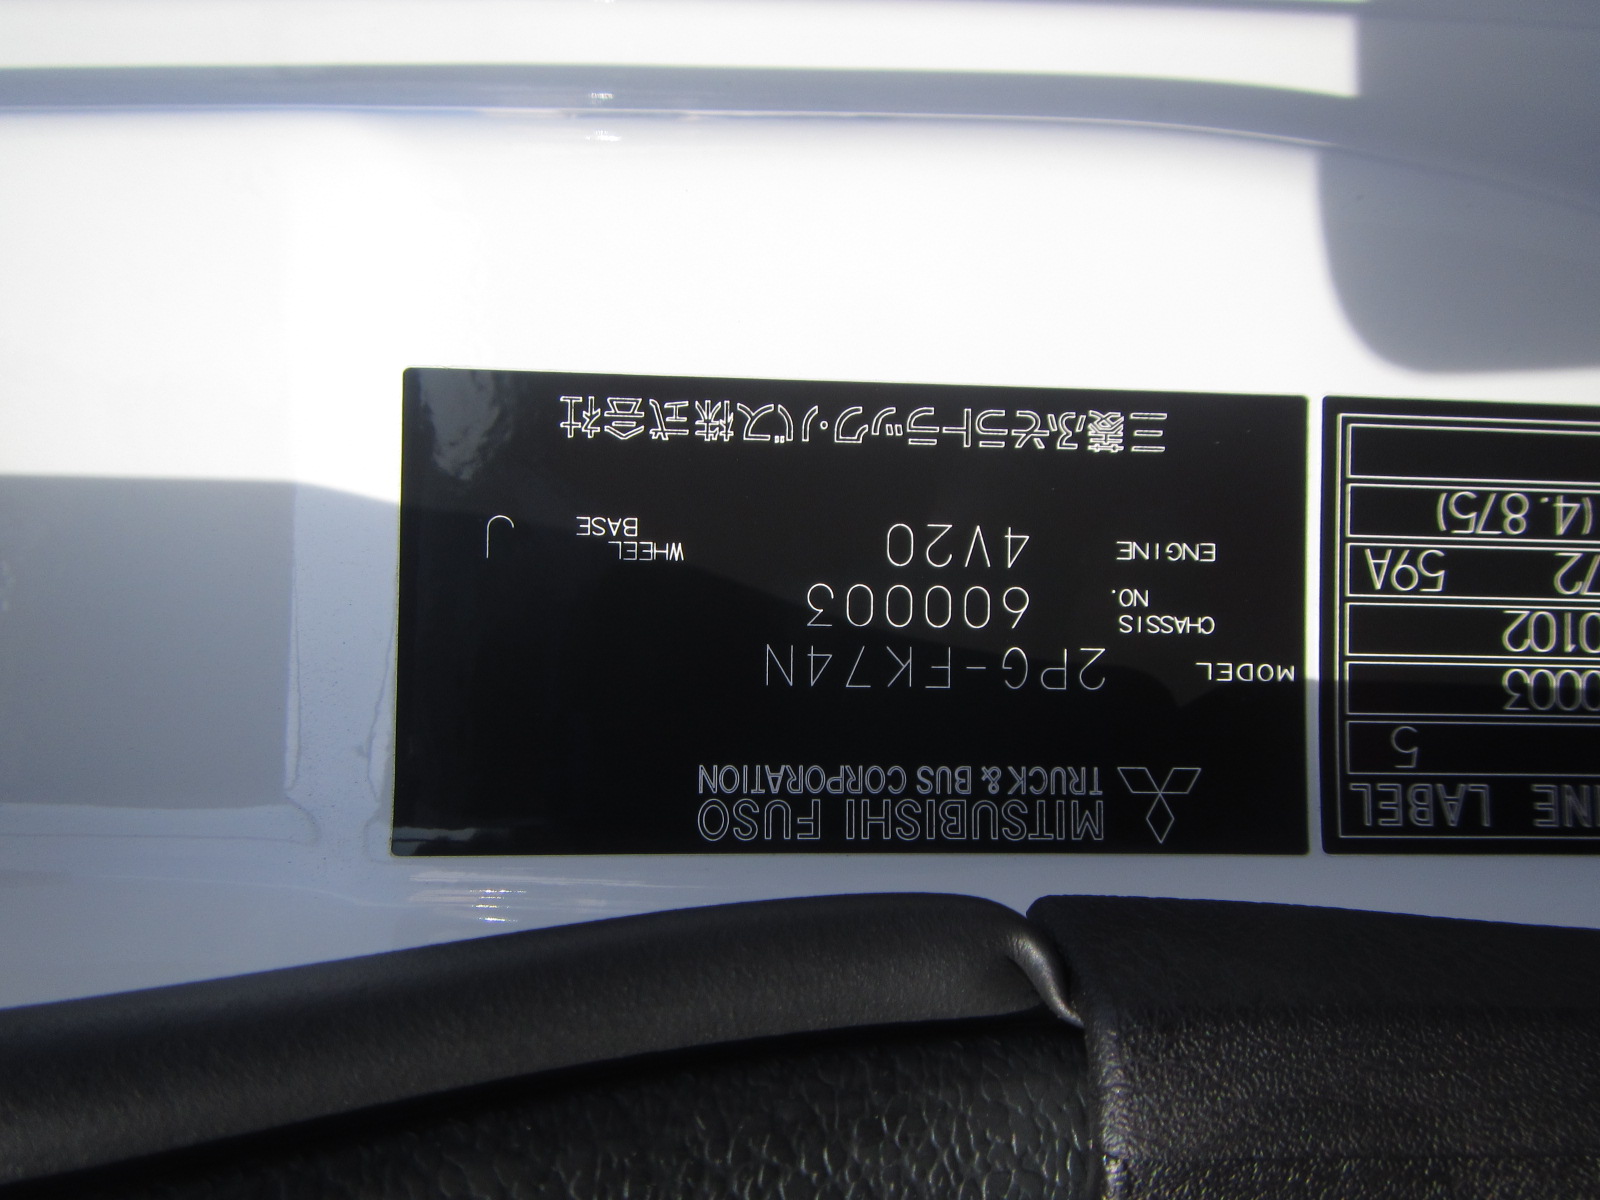 MITSUBISHI FUSO
TRUCK & BUS CORPORATION
MODEL 2PG-FK74N
CHASSIS NO. 600003
ENGINE 4V20 WHEEL BASE J
三菱ふそうトラック・バス株式会社
INE LABEL
5
0003
0102
72 59A
(4.875)